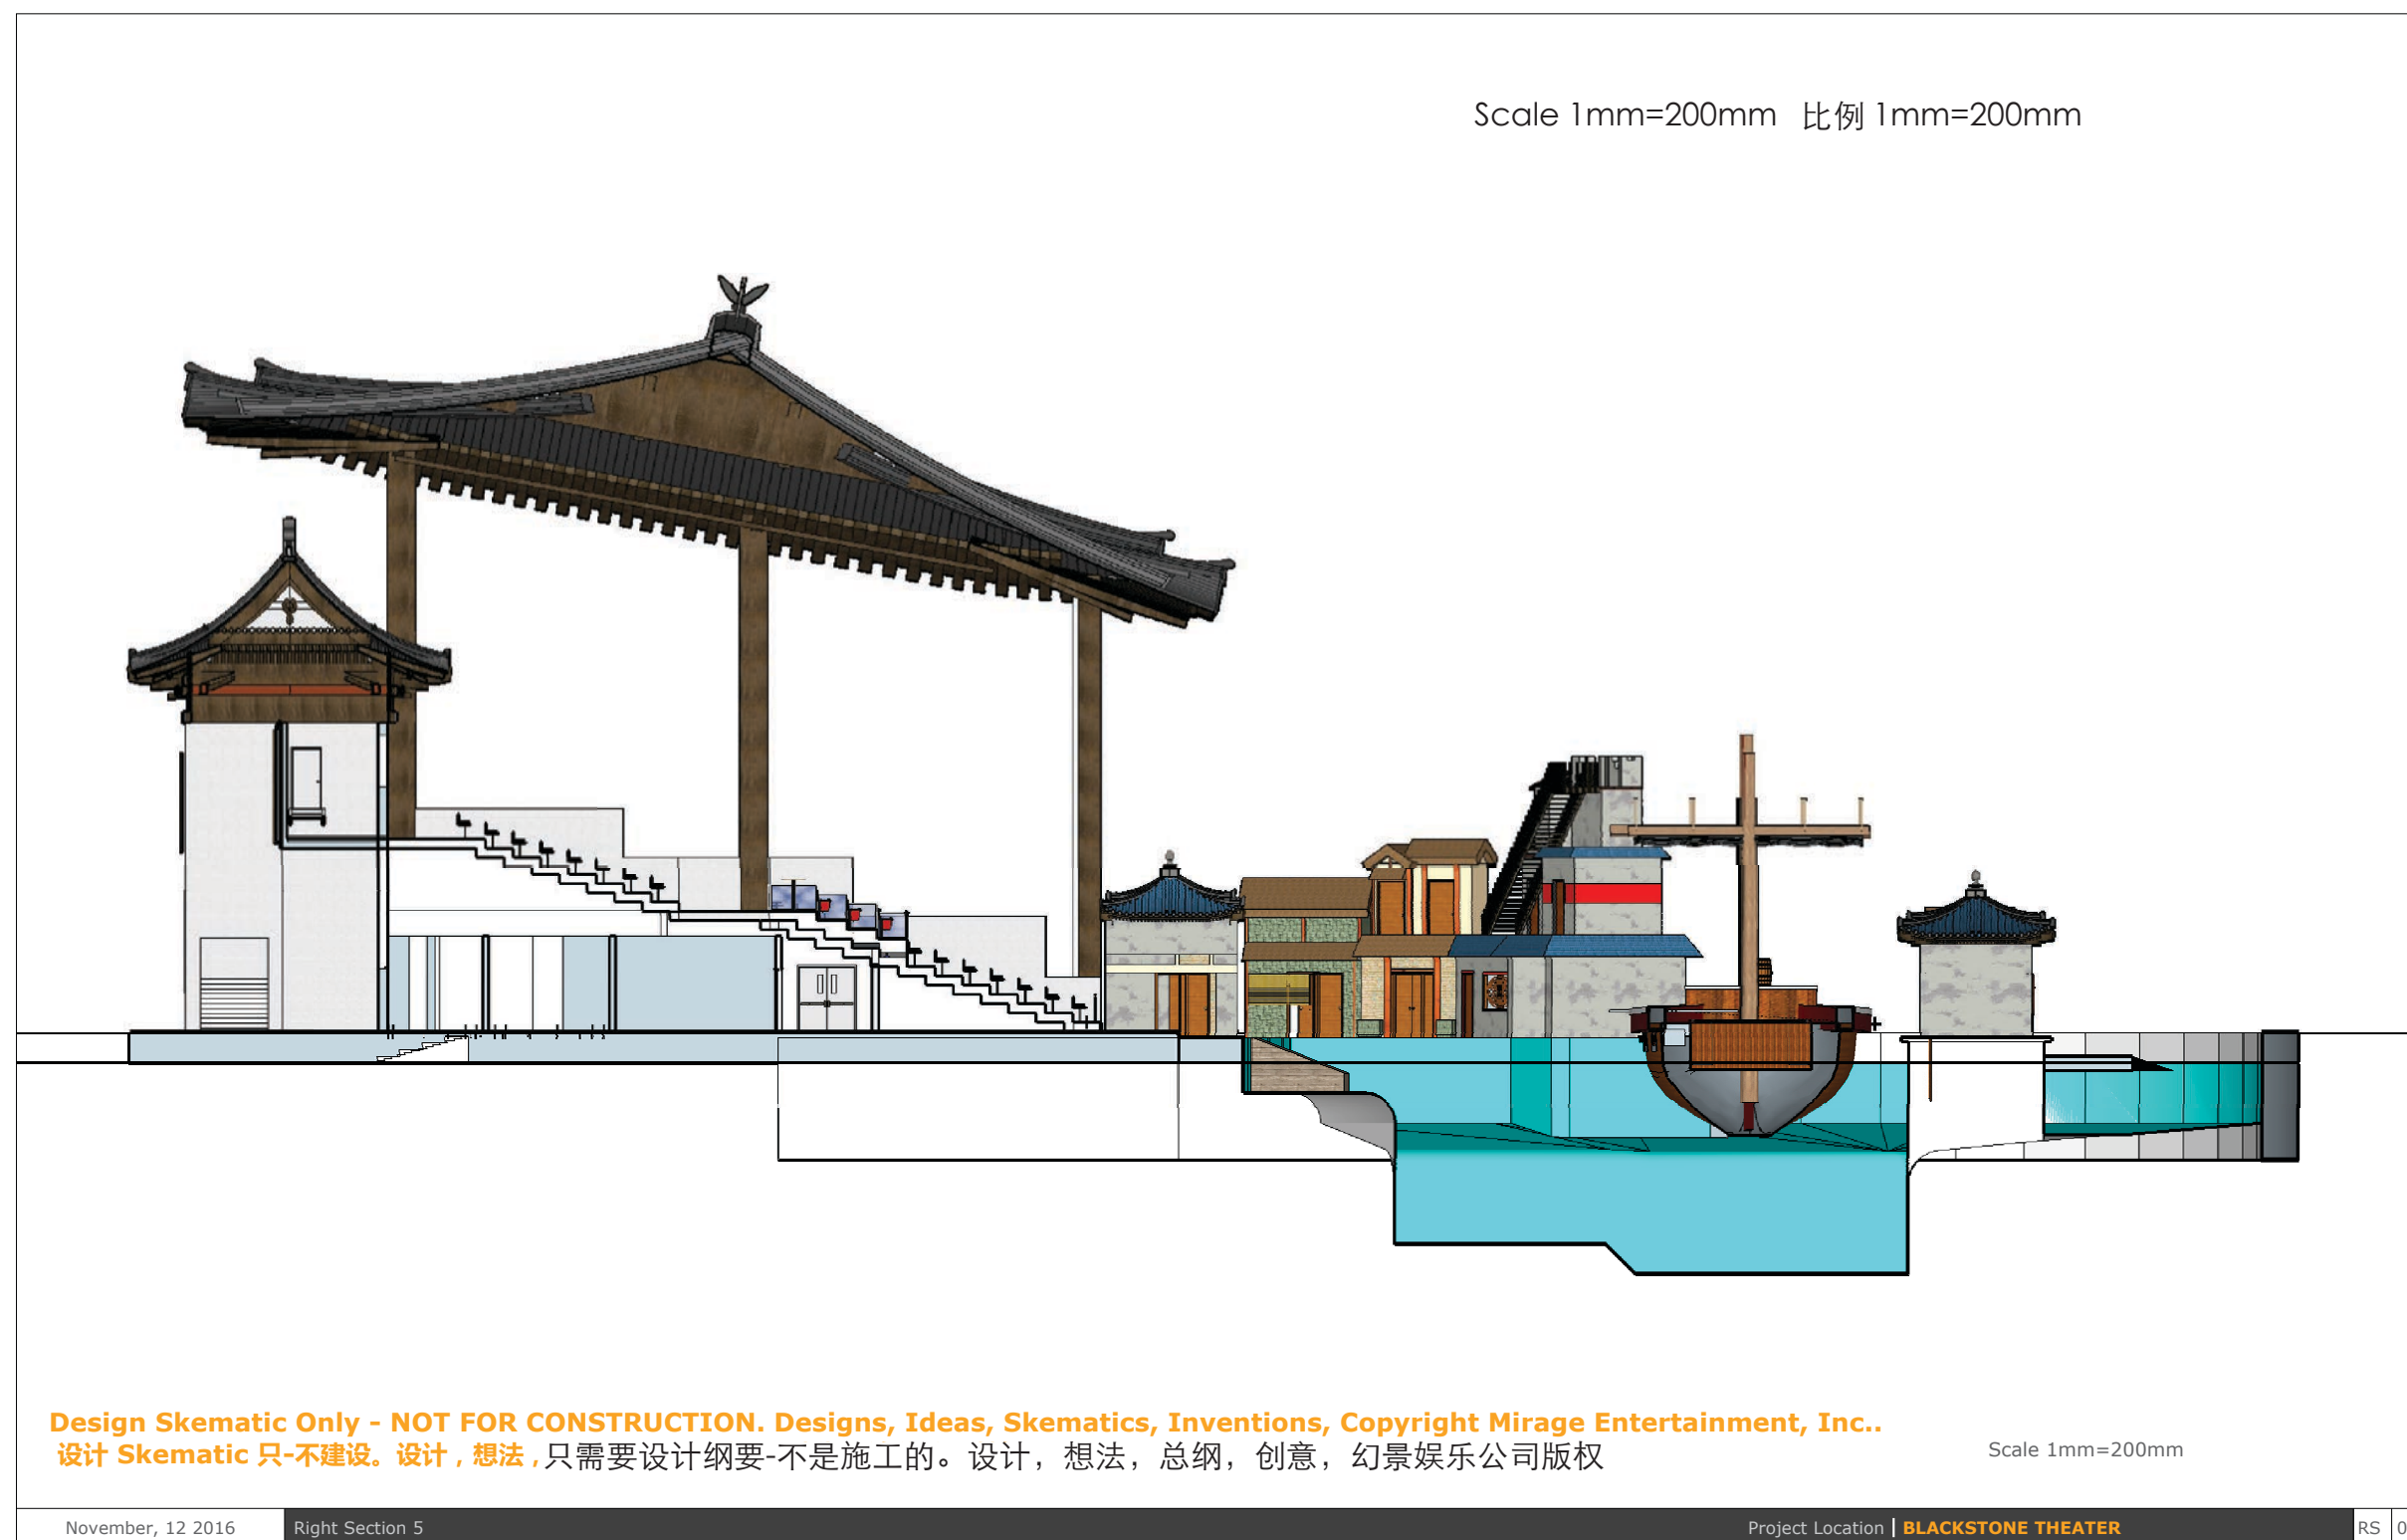 Scale 1mm=200mm 比例 1mm=200mm
Design Skematic Only - NOT FOR CONSTRUCTION. Designs, Ideas, Skematics, Inventions, Copyright Mirage Entertainment, Inc..
设计 Skematic 只-不建设。设计 , 想法 , 只需要设计纲要-不是施工的。设计，想法，总纲，创意，幻景娱乐公司版权
Scale 1mm=200mm
November, 12 2016 Right Section 5 Project Location | BLACKSTONE THEATER RS 0